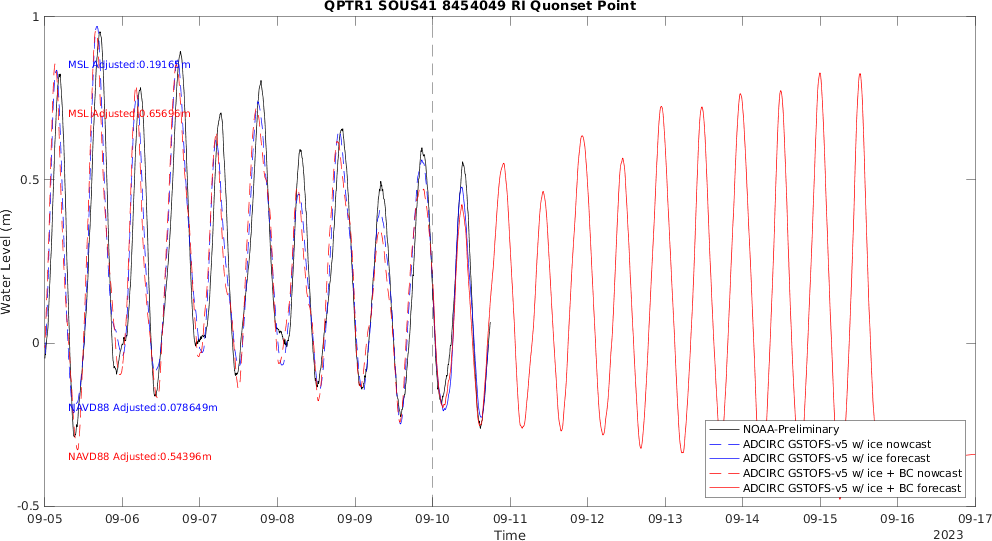 QPTR1 SOUS41 8454049 RI Quonset Point
1
MSL Adjusted:0.19165m
MSL Adjusted:0.65696m
0.5
Water Level (m)
0
NAVD88 Adjusted:0.078649m
NOAA-Preliminary
ADCIRC GSTOFS-v5 w/ ice nowcast
ADCIRC GSTOFS-v5 w/ ice forecast
ADCIRC GSTOFS-v5 w/ ice + BC nowcast
ADCIRC GSTOFS-v5 w/ ice + BC forecast
NAVD88 Adjusted:0.54396m
-0.5
09-05 09-06 09-07 09-08 09-09 09-10 09-11 09-12 09-13 09-14 09-15 09-16 09-17
Time
2023